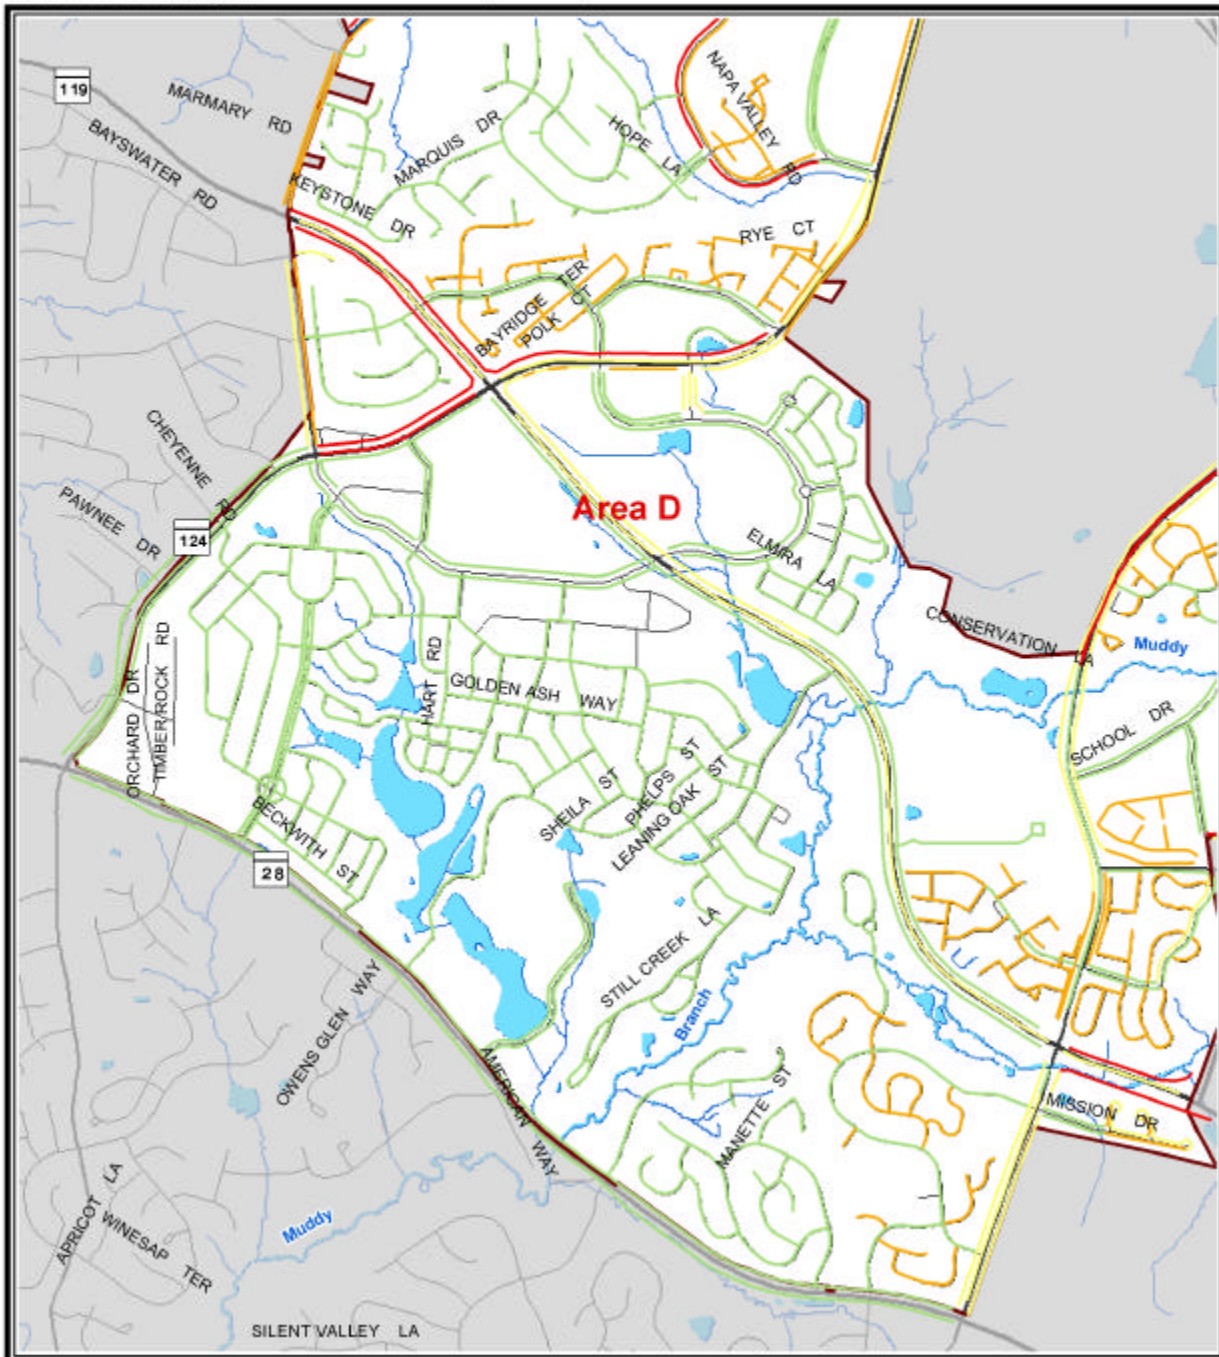 119
MARMARY RD
BAYSWATER RD
NAPA VALLEY RD
MARQUIS DR
HOPE LA
KEYSTONE DR
RYE CT
BAYRIDGE TER
POLK CT
CHEYENNE RD
PAWNEE DR
124
Area D
ELMIRA LA
CONSERVATION LA
Muddy
ORCHARD DR
TIMBER ROCK RD
HART RD
GOLDEN ASH WAY
SCHOOL DR
SHEILA ST
PHELPS ST
LEANING OAK ST
BECKWITH ST
28
STILL CREEK LA
Branch
OWENS GLEN WAY
AMERICAN WAY
MANETTE ST
MISSION DR
APRICOT LA
WINESAP TER
Muddy
SILENT VALLEY LA